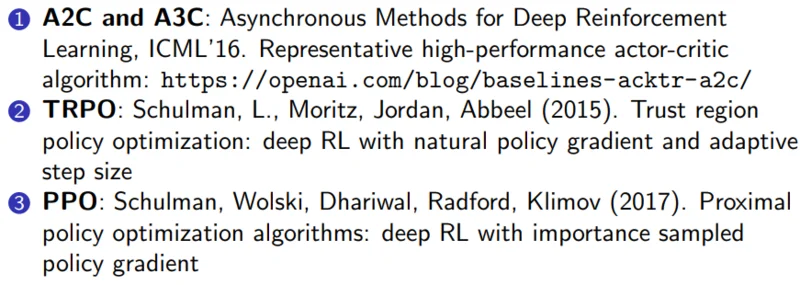 1 A2C and A3C: Asynchronous Methods for Deep Reinforcement
Learning, ICML'16. Representative high-performance actor-critic
algorithm: https://openai.com/blog/baselines-acktr-a2c/
2 TRPO: Schulman, L., Moritz, Jordan, Abbeel (2015). Trust region
policy optimization: deep RL with natural policy gradient and adaptive
step size
3 PPO: Schulman, Wolski, Dhariwal, Radford, Klimov (2017). Proximal
policy optimization algorithms: deep RL with importance sampled
policy gradient